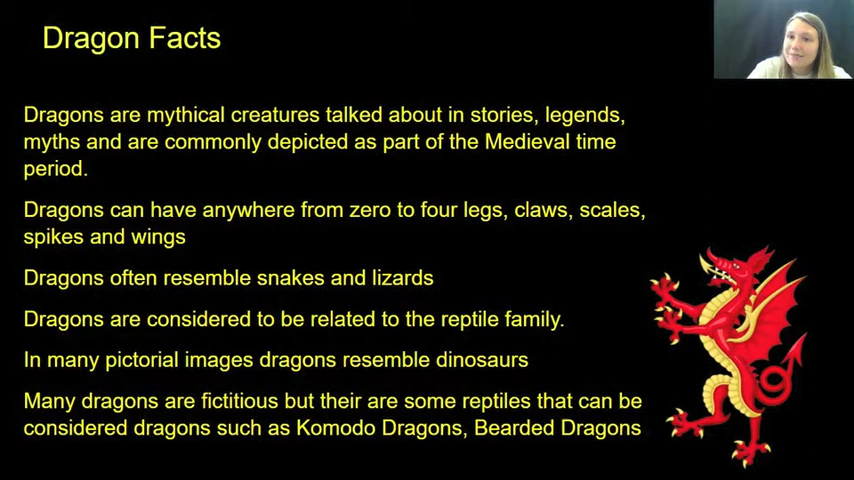 Dragon Facts
Dragons are mythical creatures talked about in stories, legends,
myths and are commonly depicted as part of the Medieval time
period.
Dragons can have anywhere from zero to four legs, claws, scales,
spikes and wings
Dragons often resemble snakes and lizards
Dragons are considered to be related to the reptile family.
In many pictorial images dragons resemble dinosaurs
Many dragons are fictitious but their are some reptiles that can be
considered dragons such as Komodo Dragons, Bearded Dragons